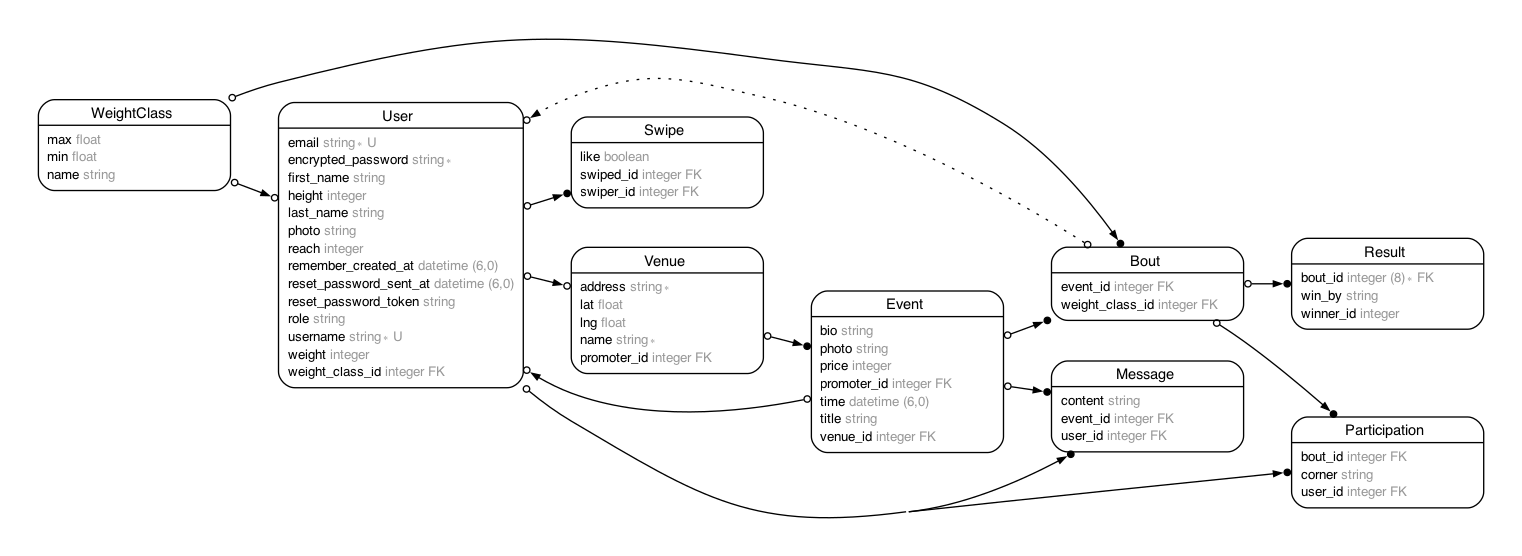 WeightClass
max float
min float
name string
User
email string∗ U
encrypted_password string∗
first_name string
height integer
last_name string
photo string
reach integer
remember_created_at datetime (6,0)
reset_password_sent_at datetime (6,0)
reset_password_token string
role string
username string∗ U
weight integer
weight_class_id integer FK
Swipe
like boolean
swiped_id integer FK
swiper_id integer FK
Venue
address string∗
lat float
lng float
name string∗
promoter_id integer FK
Event
bio string
photo string
price integer
promoter_id integer FK
time datetime (6,0)
title string
venue_id integer FK
Bout
event_id integer FK
weight_class_id integer FK
Message
content string
event_id integer FK
user_id integer FK
Result
bout_id integer (8)∗ FK
win_by string
winner_id integer
Participation
bout_id integer FK
corner string
user_id integer FK